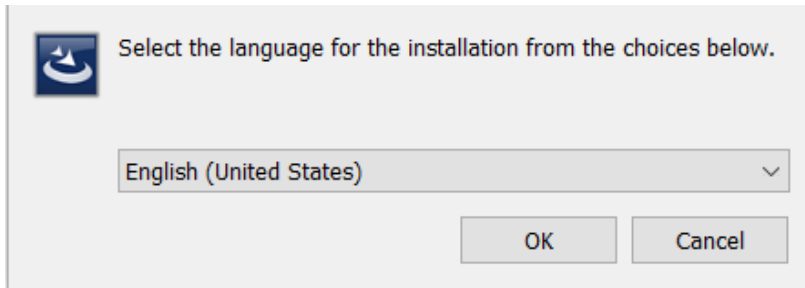 Select the language for the installation from the choices below.
English (United States)
OK Cancel